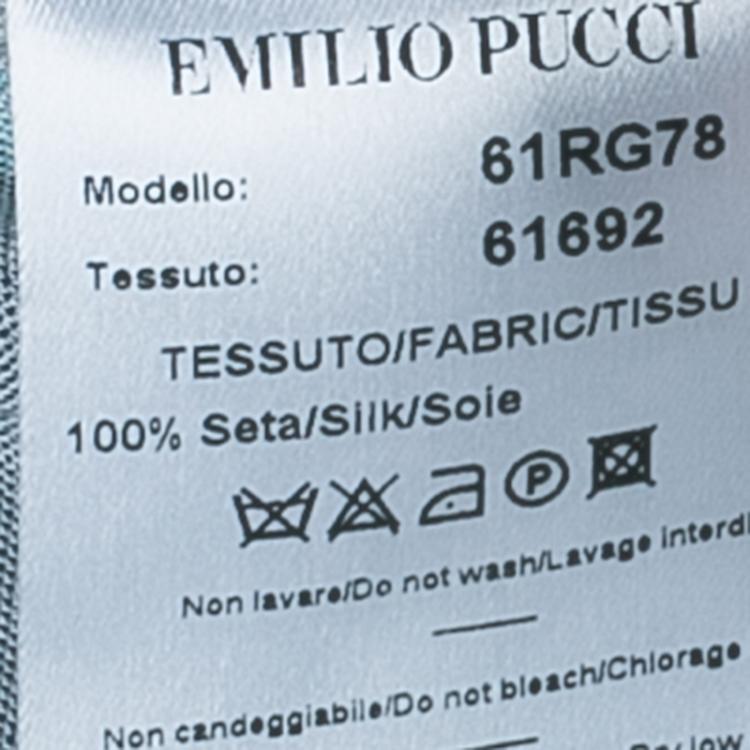 EMILIO PUCCI
Modello: 61RG78
Tessuto: 61692
TESSUTO/FABRIC/TISSU
100% Seta/Silk/Soie
P
Non lavare/Do not wash/Lavage interdi
Non candeggiabile/Do not bleach/Chlorage
low